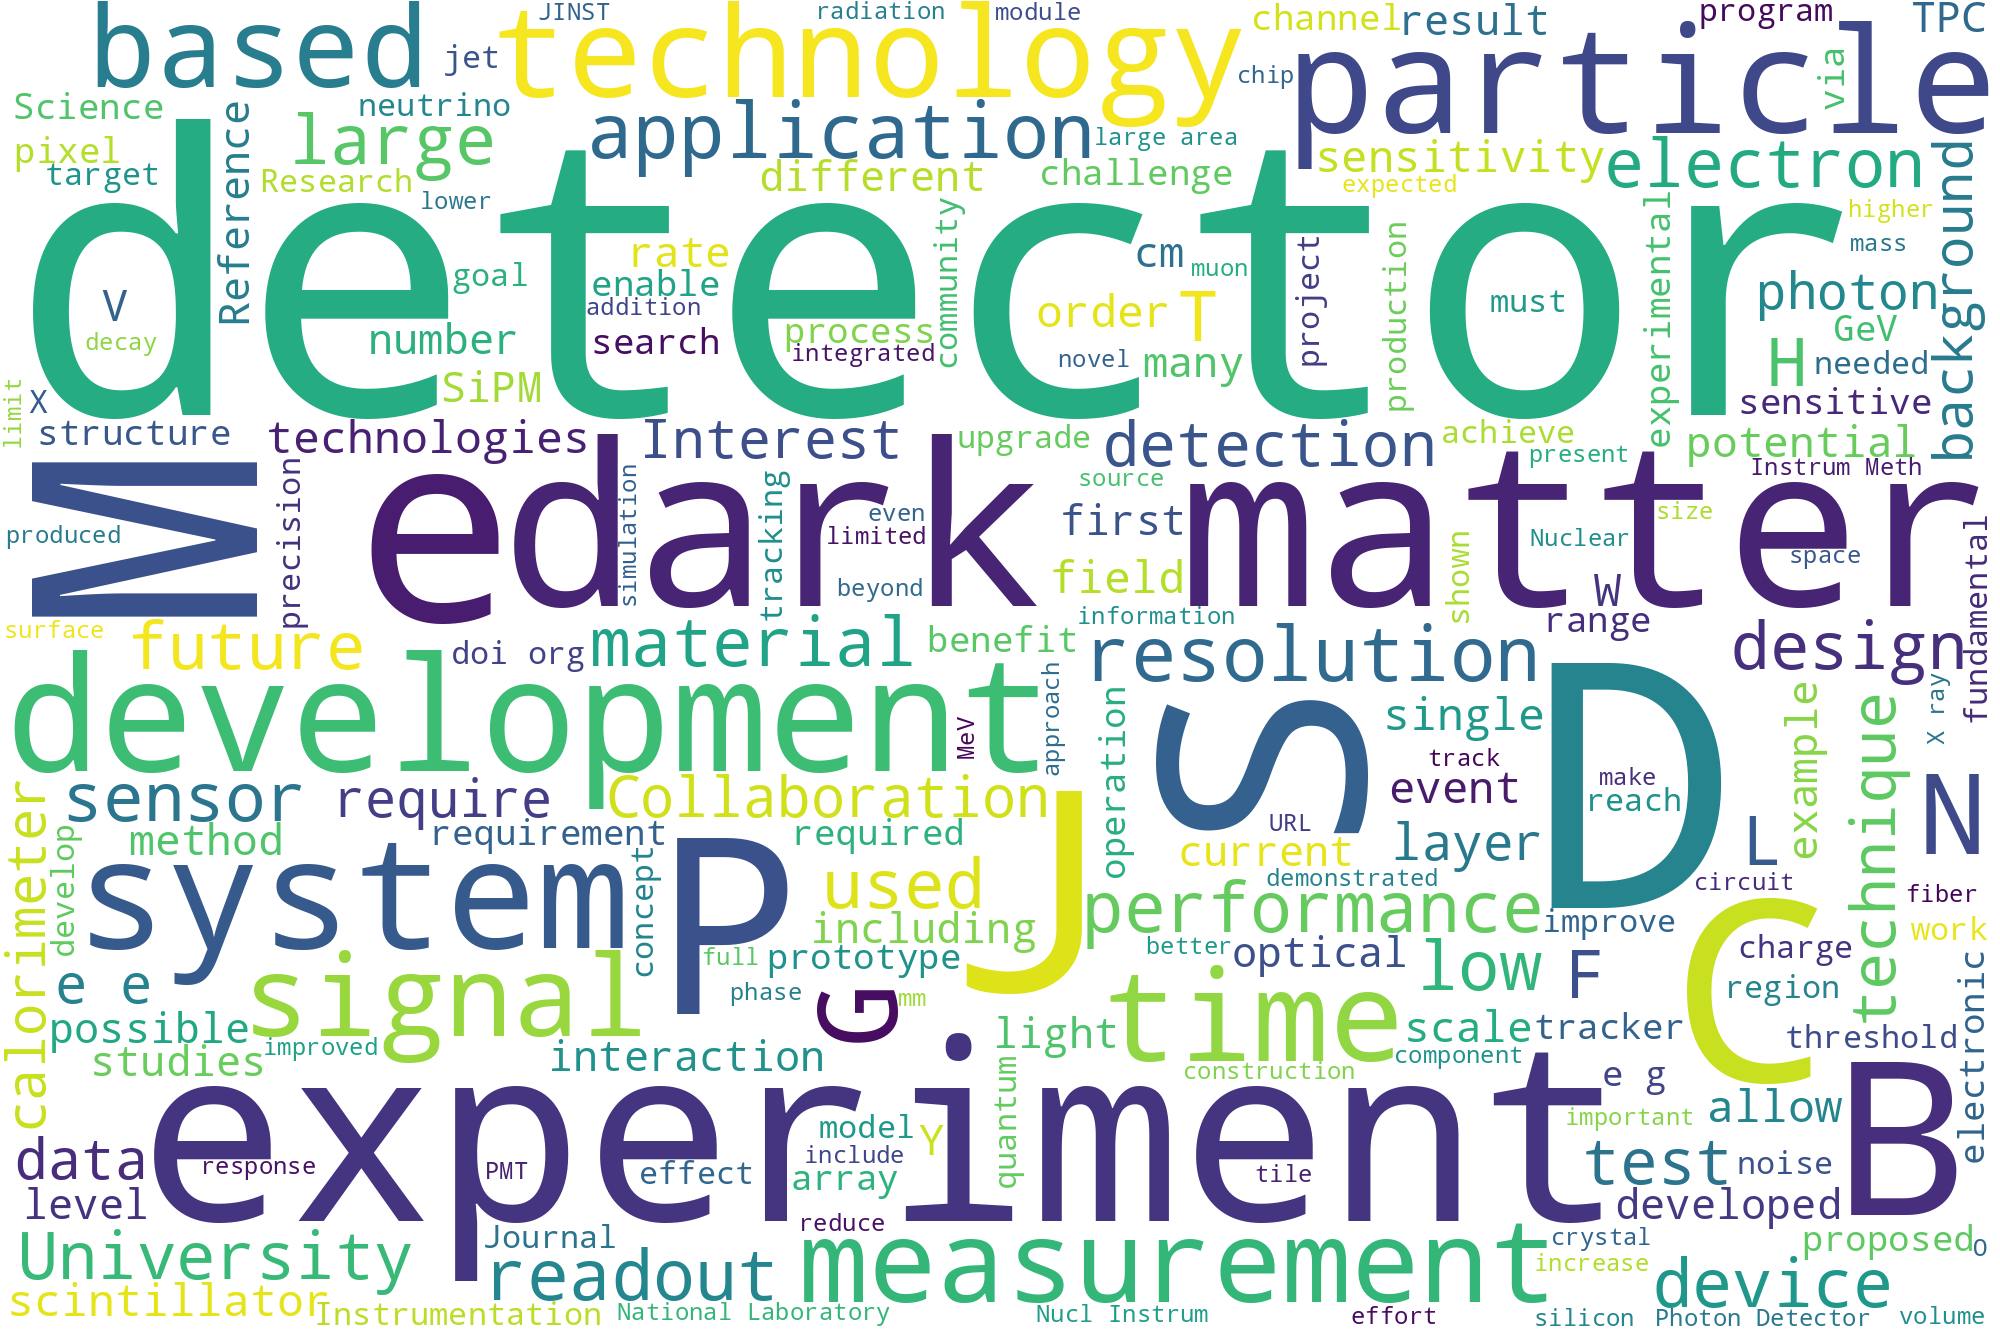 based
JINST
technology
radiation
module
channel
result
program
TPC
jet
chip
particle
via
Science
neutrino
Reference
large
application
large area
pixel
target
Research
lower
different
challenge
sensitivity
expected
electron
background
detector
higher
mass
rate
goal
enable
addition
community
cm
muon
project
production
experimental
photon
V
decay
number
search
process
integrated
order
T
novel
many
must
GeV
H
needed
SiPM
X
limit
structure
technologies
Interest
upgrade
detection
achieve
present
sensitive
potential
Instrum Meth
M
e
dark matter
precision
simulation
tracking
even
limited
beyond
source
first
field
information
shown
size
Nuclear
W
space
range
fundamental
produced
surface
future
doi org
material
benefit
resolution
design
development
MeV
approach
operation
S
single
D
example
technique
X ray
track
event
make
reach
N
calorimeter
sensor
require
Collaboration
URL
develop
method
requirement
required
J
current
layer
L
system
concept
P
used
demonstrated
circuit
fiber
including
performance
improve
work
signal
full
prototype
better
optical
low
F
C
charge
region
e e
phase
G
mm
time
electronic
possible
light
scale
tracker
threshold
studies
improved
interaction
quantum
construction
component
e g
experiment
important
allow
B
data
response
PMT
model
Y
include
effect
array
tile
test
noise
level
reduce
developed
University
Journal
readout
measurement
crystal
increase
proposed
O
device
scintillator
Instrumentation
National Laboratory
Nucl Instrum
effort
silicon
Photon Detector
volume